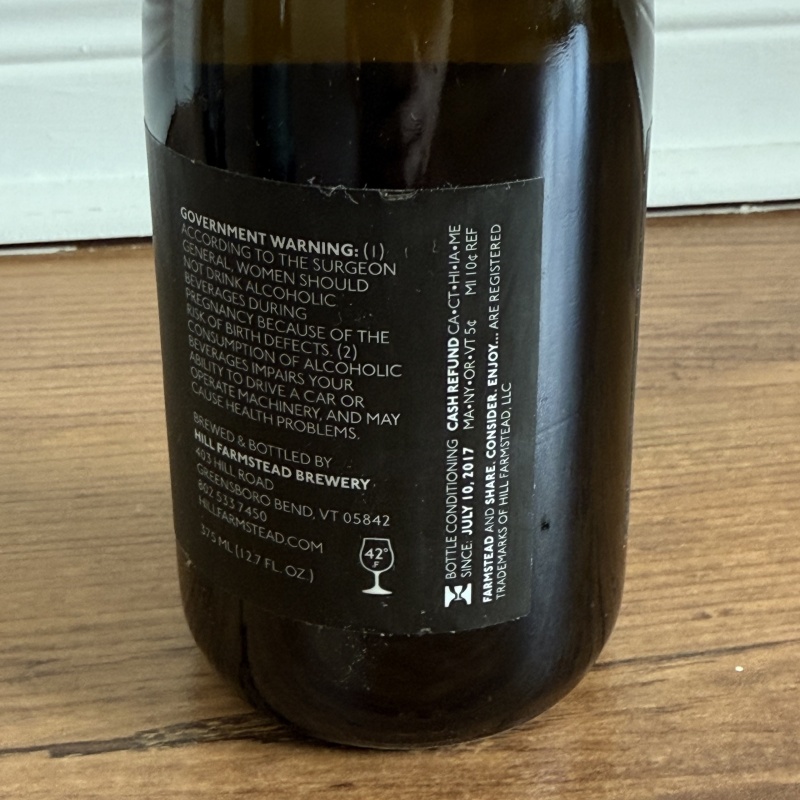 GOVERNMENT WARNING: (1)
ACCORDING TO THE SURGEON
GENERAL, WOMEN SHOULD
NOT DRINK ALCOHOLIC
BEVERAGES DURING
PREGNANCY BECAUSE OF THE
RISK OF BIRTH DEFECTS. (2)
CONSUMPTION OF ALCOHOLIC
BEVERAGES IMPAIRS YOUR
ABILITY TO DRIVE A CAR OR
OPERATE MACHINERY, AND MAY
CAUSE HEALTH PROBLEMS.
BREWED & BOTTLED BY
HILL FARMSTEAD BREWERY
403 HILL ROAD
GREENSBORO BEND, VT 05842
802 533 7450
HILLFARMSTEAD.COM
375 ML (12.7 FL. OZ.)
42°
F
BOTTLE CONDITIONING CASH REFUND CA•CT•HI•IA•ME
SINCE: JULY 10, 2017 MA•NY•OR•VT 5¢ MI 10¢ REF
FARMSTEAD AND SHARE. CONSIDER. ENJOY... ARE REGISTERED
TRADEMARKS OF HILL FARMSTEAD, LLC